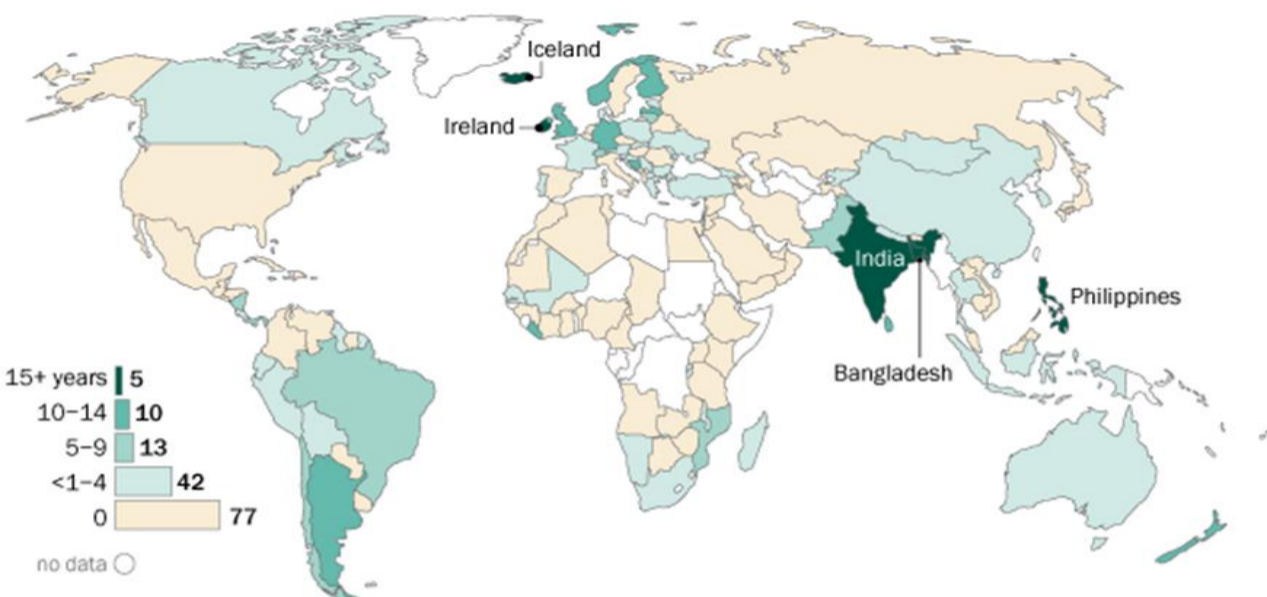 Iceland
Ireland
India
Philippines
Bangladesh
15+ years 5
10–14 10
5–9 13
<1–4 42
0 77
no data